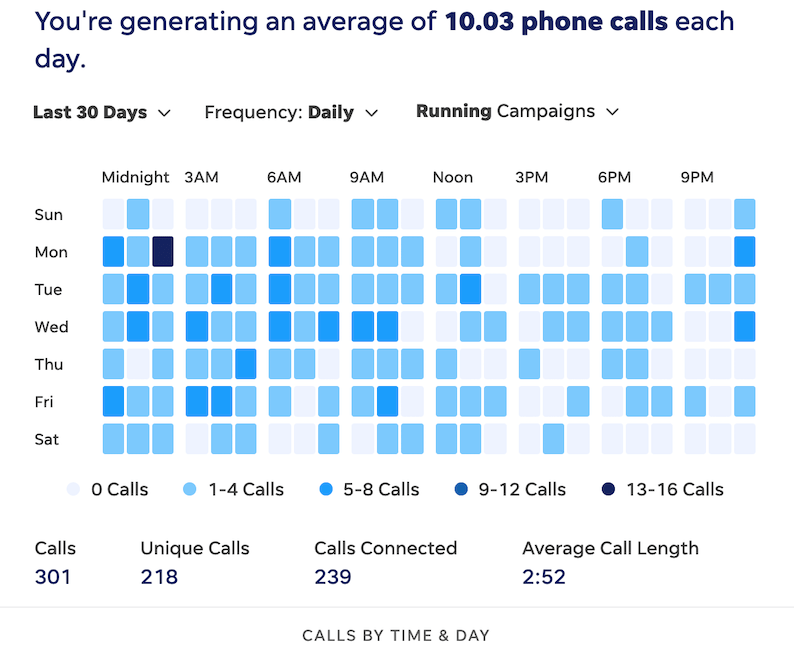 You're generating an average of 10.03 phone calls each
day.
Last 30 Days Frequency: Daily Running Campaigns
Midnight 3AM 6AM 9AM Noon 3PM 6PM 9PM
Sun
Mon
Tue
Wed
Thu
Fri
Sat
0 Calls 1-4 Calls 5-8 Calls 9-12 Calls 13-16 Calls
Calls Unique Calls Calls Connected Average Call Length
301 218 239 2:52
CALLS BY TIME & DAY